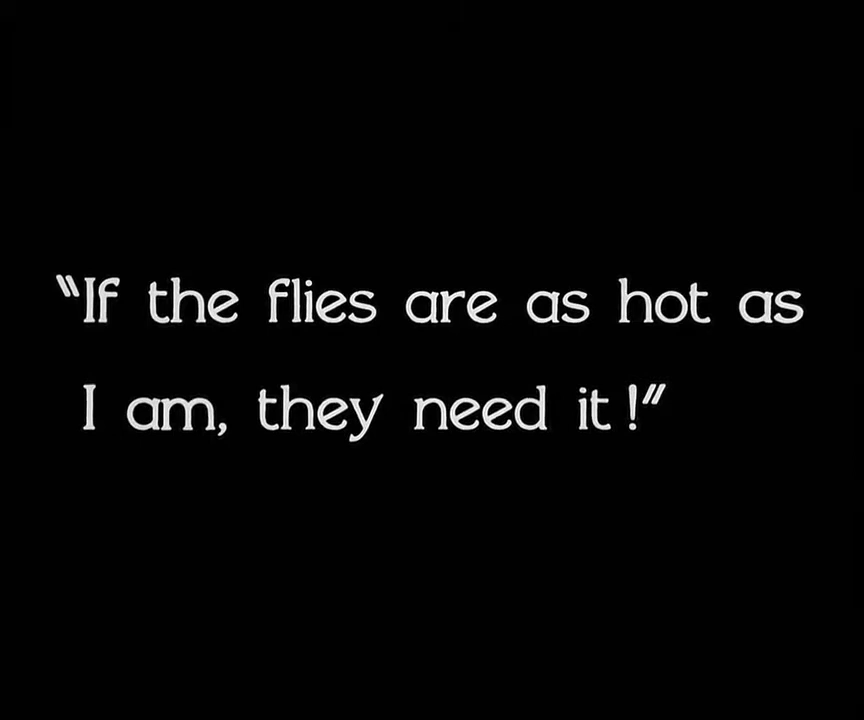 “If the flies are as hot as
I am, they need it!”